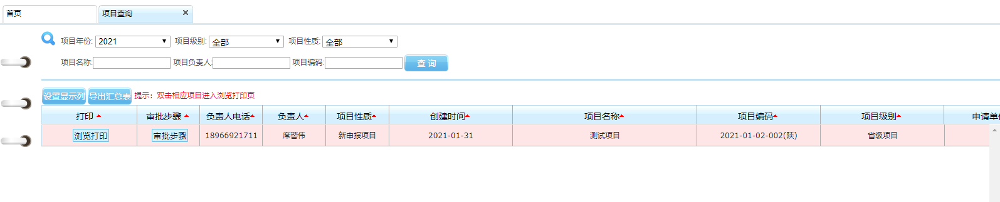 首页 项目查询
项目年份: 2021 项目级别: 全部 项目性质: 全部
项目名称: 项目负责人: 项目编码: 查 询
设置显示列 导出汇总表 提示：双击相应项目进入浏览打印页
打印 审批步骤 负责人电话 负责人 项目性质 创建时间 项目名称 项目编码 项目级别 申请单
浏览打印 审批步骤 18966921711 席警伟 新申报项目 2021-01-31 测试项目 2021-01-02-002(陕) 省级项目